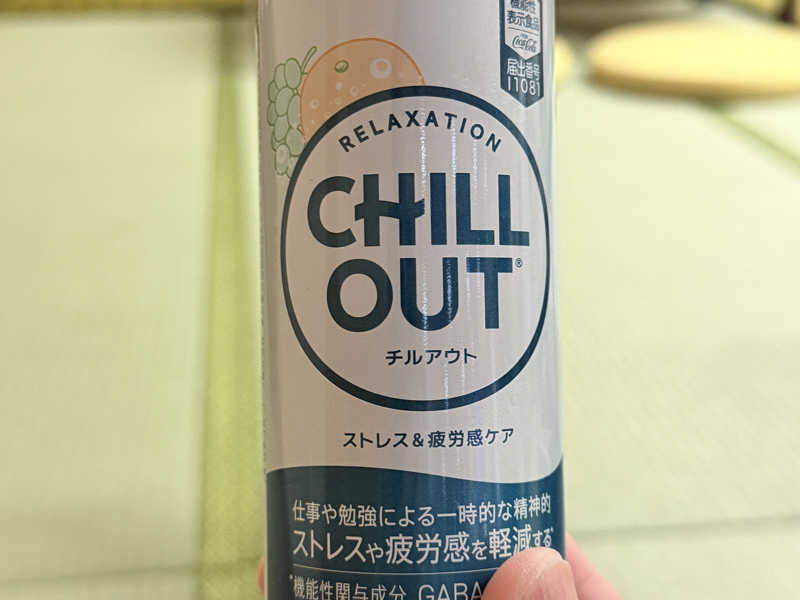 機能性
表示食品
Coca-Cola
届出番号
I1081
RELAXATION
CHILL
OUT®
チルアウト
ストレス&疲労感ケア
仕事や勉強による一時的な精神的
ストレスや疲労感を軽減する*
*機能性関与成分 GABA